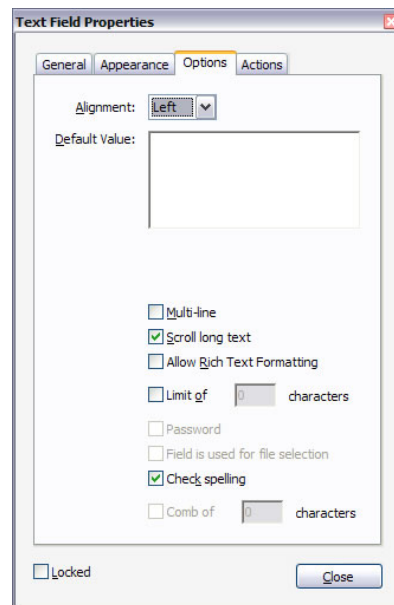 Text Field Properties
General Appearance Options Actions
Alignment: Left
Default Value:
Multi-line
Scroll long text
Allow Rich Text Formatting
Limit of 0 characters
Password
Field is used for file selection
Check spelling
Comb of 0 characters
Locked Close